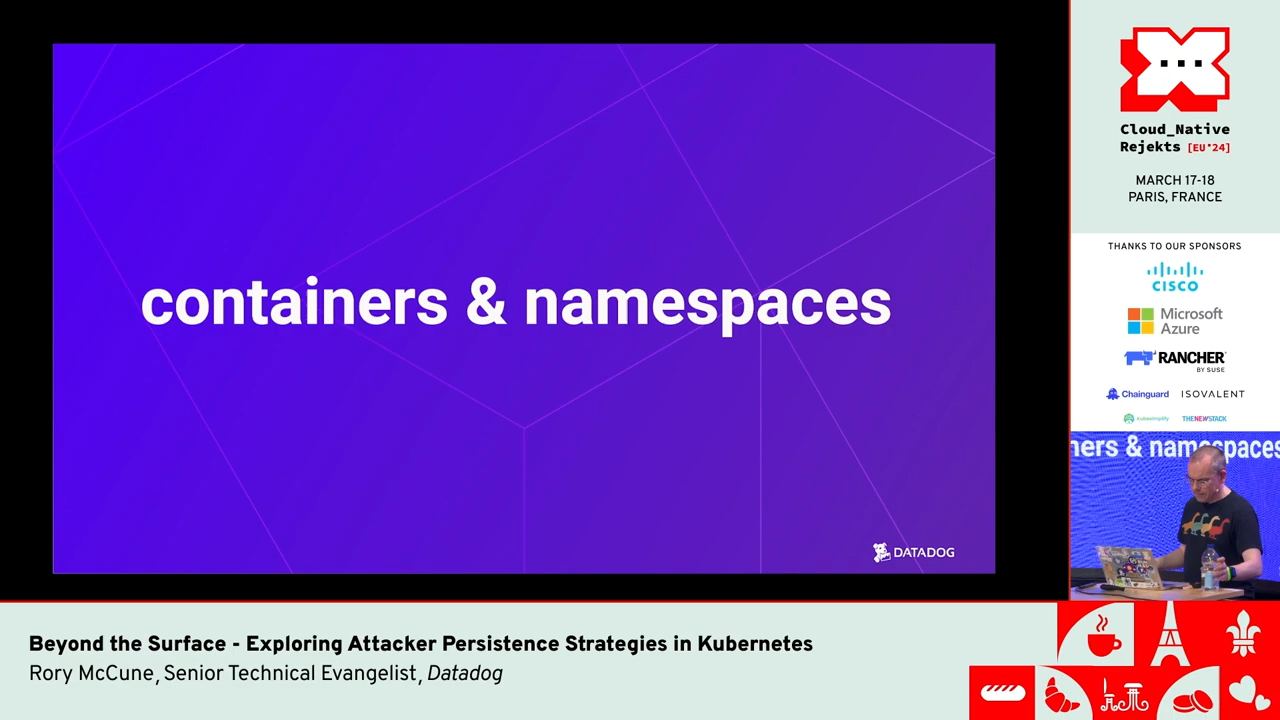 containers & namespaces
DATADOG
Cloud_Native
Rejekts [EU'24]
MARCH 17-18
PARIS, FRANCE
THANKS TO OUR SPONSORS
CISCO
Microsoft
Azure
RANCHER
BY SUSE
Chainguard ISOVALENT
Kubesimplify THENEWSTACK
ners & namespaces
Beyond the Surface - Exploring Attacker Persistence Strategies in Kubernetes
Rory McCune, Senior Technical Evangelist, Datadog